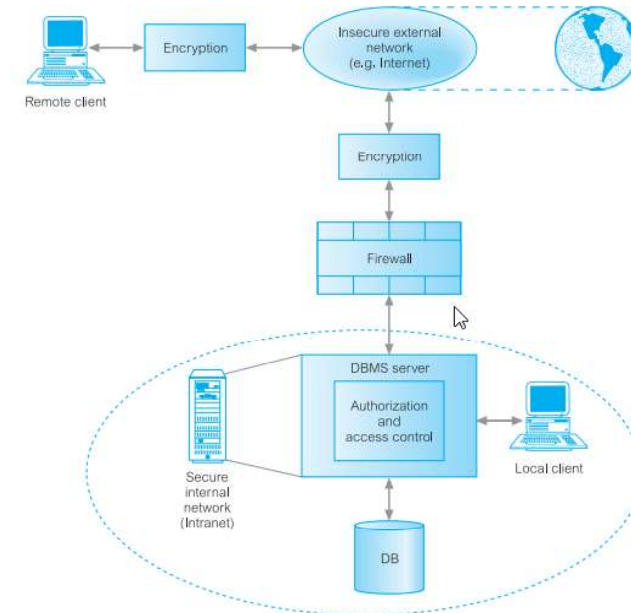 Remote client
Encryption
Insecure external
network
(e.g. Internet)
Encryption
Firewall
DBMS server
Authorization
and
access control
Local client
Secure
internal
network
(Intranet)
DB